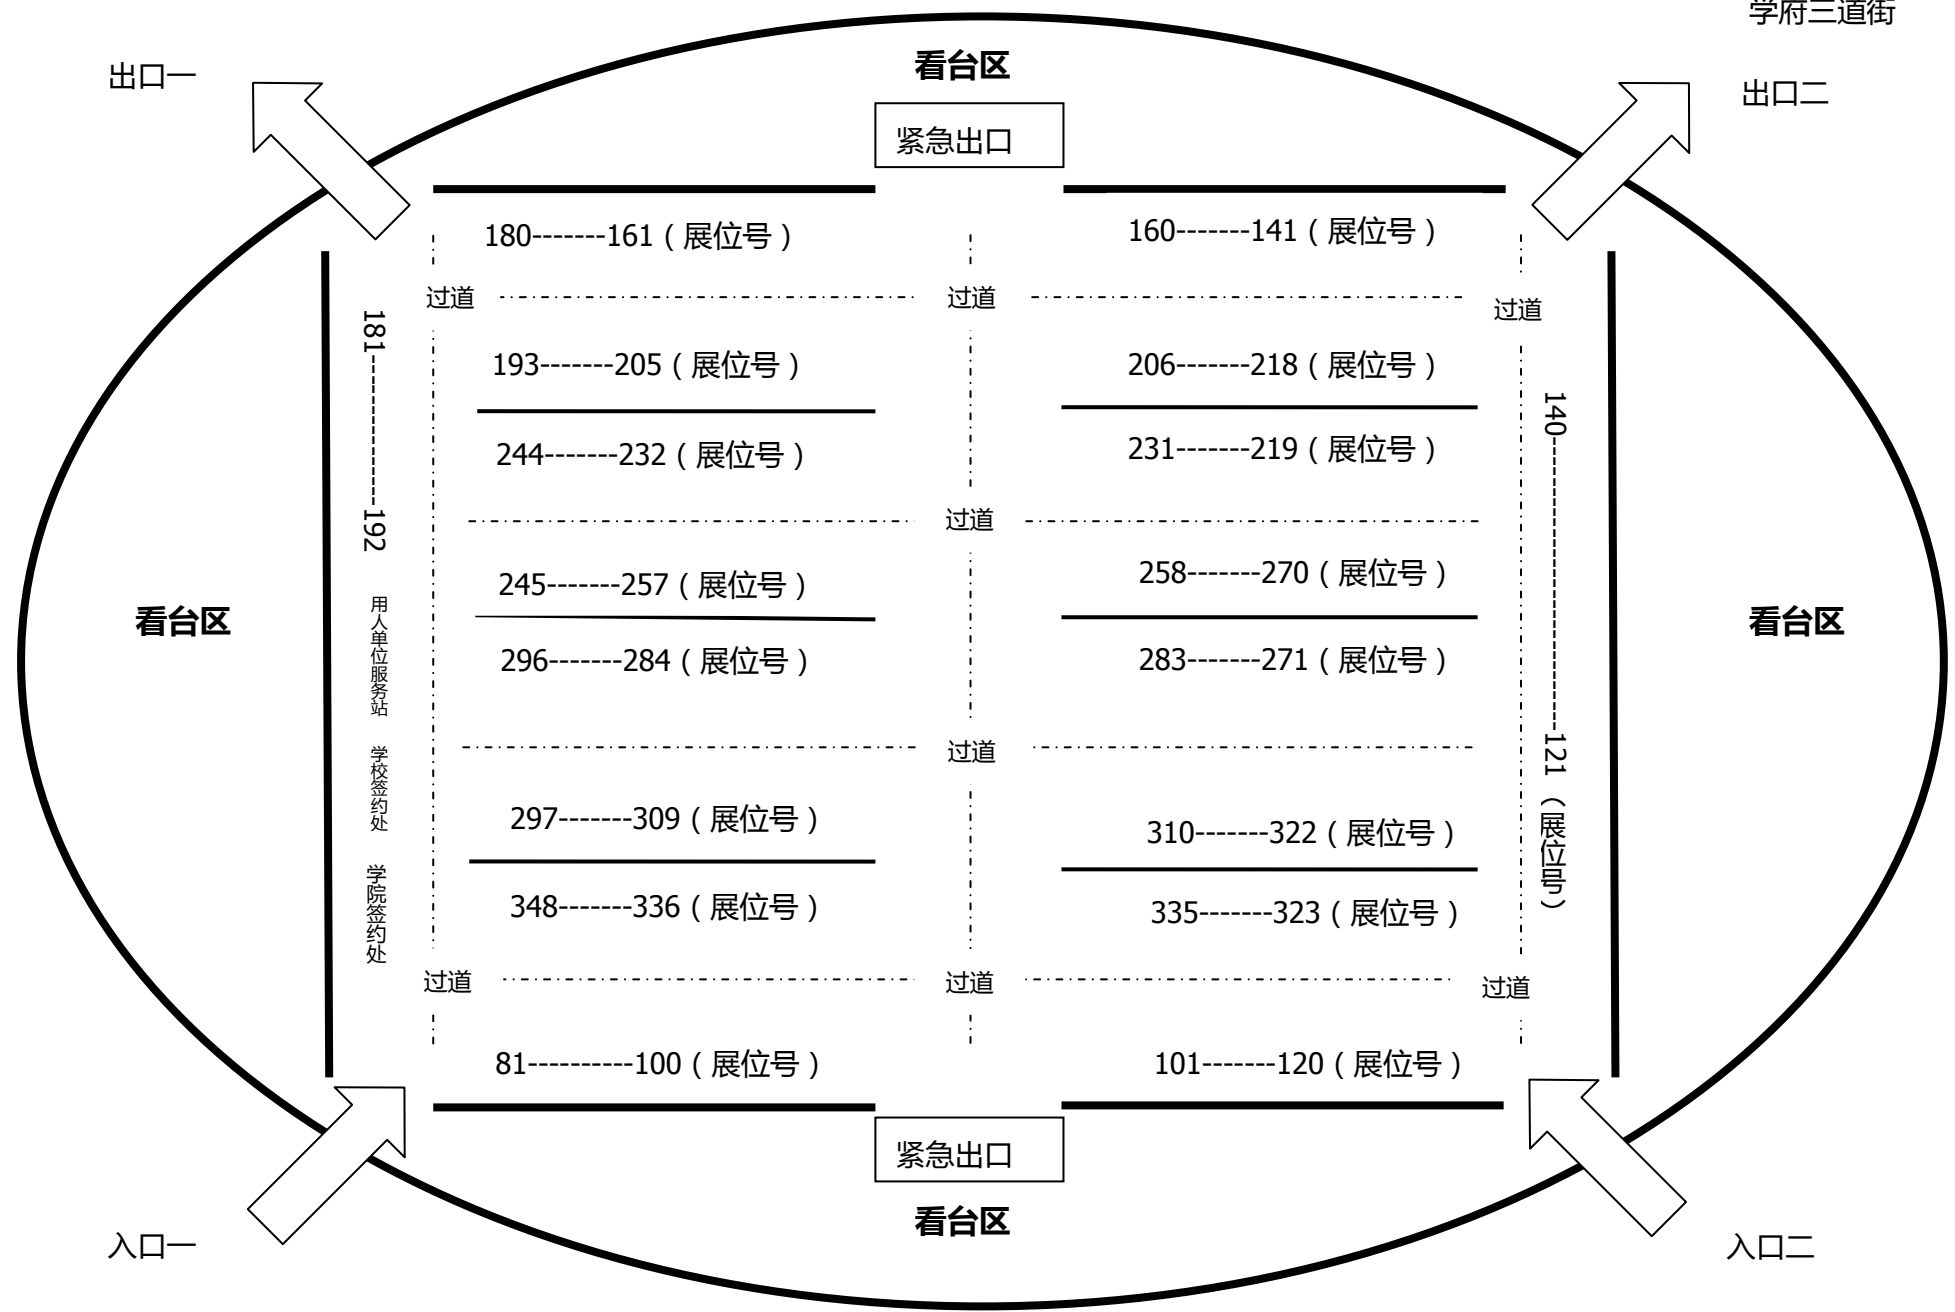 学府三道街
看台区
出口一
出口二
紧急出口
180-------161（展位号）
160-------141（展位号）
过道
过道
过道
181----------------192
193-------205（展位号）
206-------218（展位号）
140--------------------------------121（展位号）
244-------232（展位号）
231-------219（展位号）
过道
245-------257（展位号）
258-------270（展位号）
看台区
用人单位服务站
看台区
296-------284（展位号）
283-------271（展位号）
过道
学校签约处
297-------309（展位号）
310-------322（展位号）
学院签约处
348-------336（展位号）
335-------323（展位号）
过道
过道
过道
81----------100（展位号）
101-------120（展位号）
紧急出口
看台区
入口一
入口二